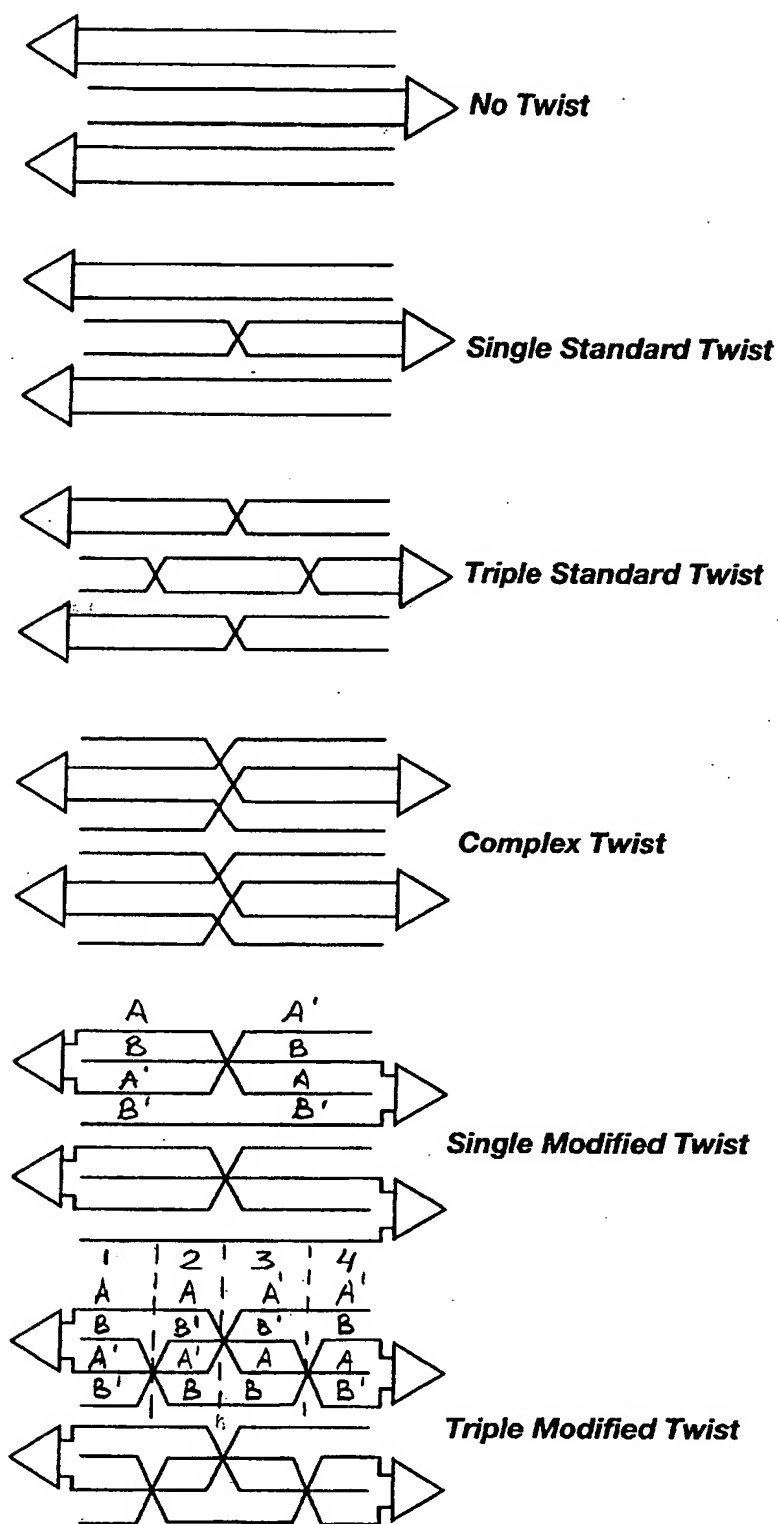 No Twist
Single Standard Twist
Triple Standard Twist
Complex Twist
A A'
B B
A' A
B' B'
Single Modified Twist
1 2 3 4
A A A' A'
B B' B' B
A' A' A A
B' B B B'
Triple Modified Twist